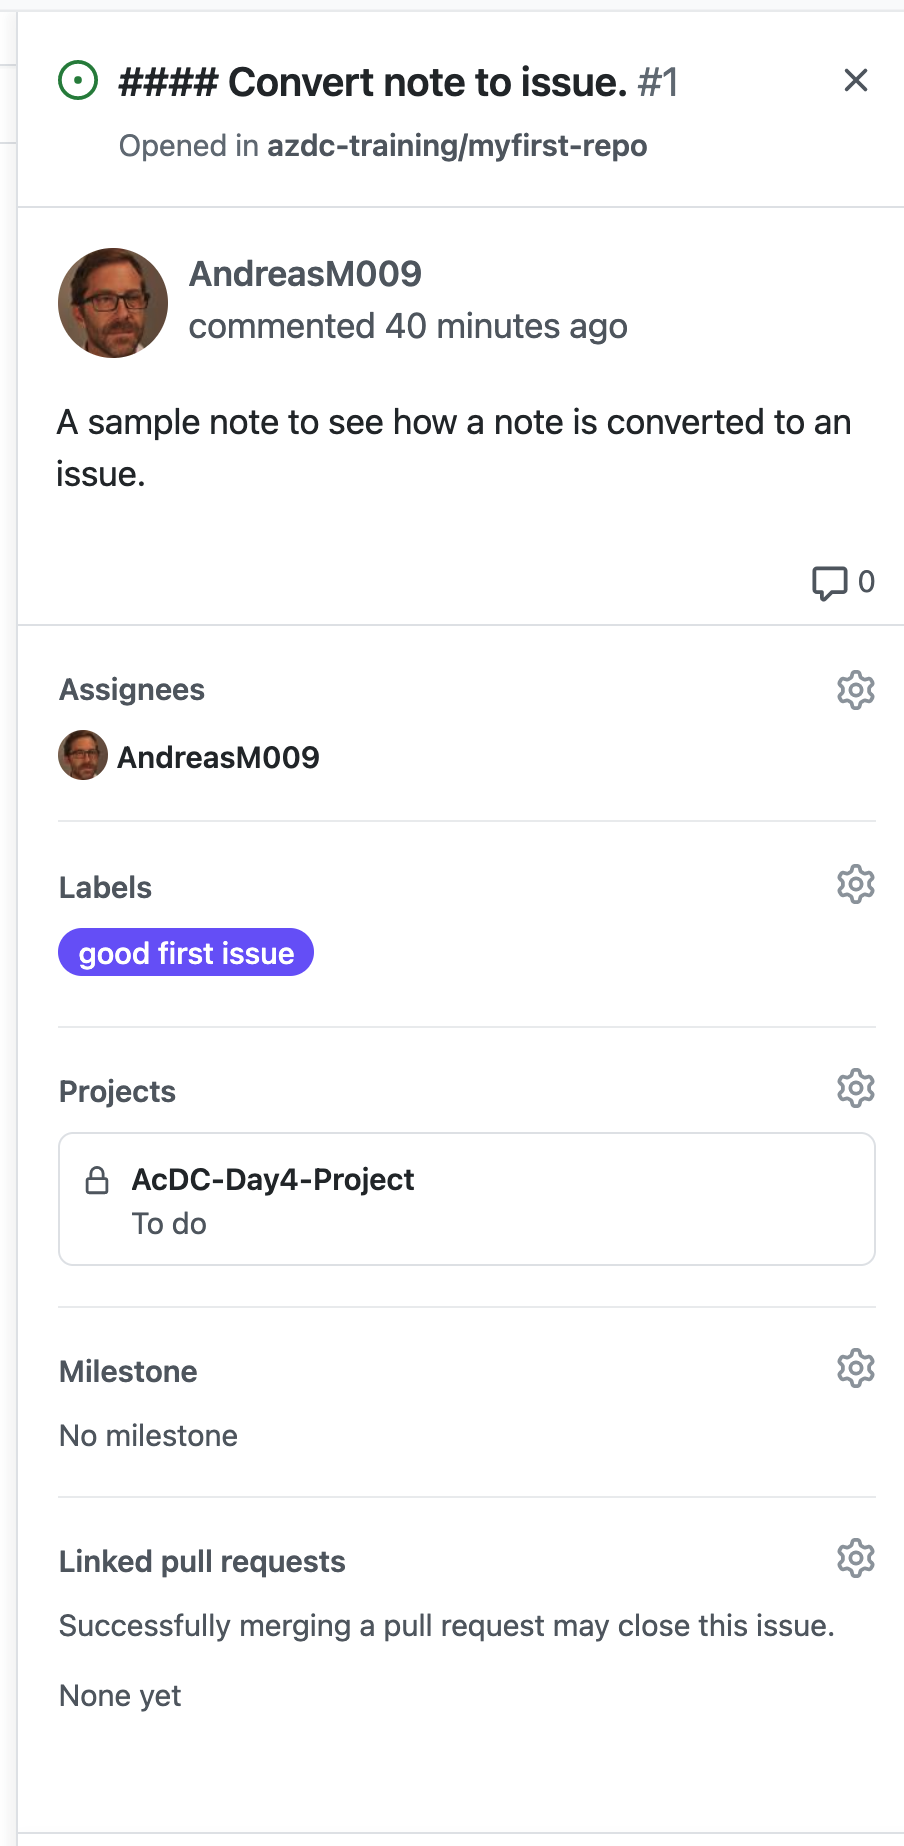 #### Convert note to issue. #1
Opened in azdc-training/myfirst-repo
AndreasM009
commented 40 minutes ago
A sample note to see how a note is converted to an
issue.
0
Assignees
AndreasM009
Labels
good first issue
Projects
AcDC-Day4-Project
To do
Milestone
No milestone
Linked pull requests
Successfully merging a pull request may close this issue.
None yet